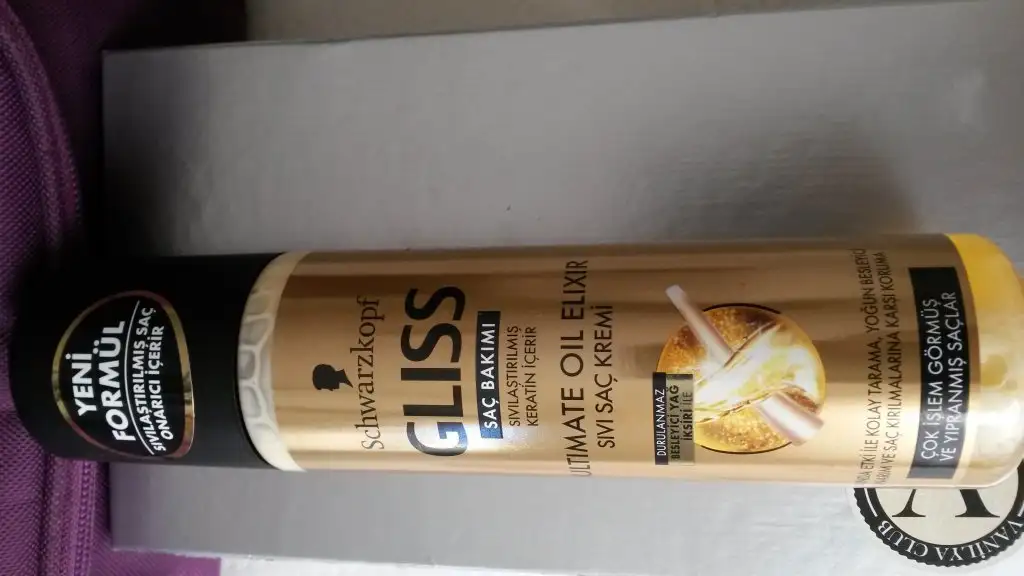 YENİ
FORMÜL
SIVILAŞTIRILMIŞ SAÇ
ONARICI İÇERİR
Schwarzkopf
GLISS
SAÇ BAKIMI
SIVILAŞTIRILMIŞ
KERATİN İÇERİR
ULTIMATE OIL ELIXIR
SIVI SAÇ KREMİ
DURULANMAZ
BESLEYİCİ YAĞ
İKSİRİ İLE
ETKİ İLE KOLAY TARAMA, YOĞUN BESLEYİCİ
VE SAÇ KIRILMALARINA KARŞI KORUMA
ÇOK İŞLEM GÖRMÜŞ
VE YIPRANMIŞ SAÇLAR
VANILYA CLUB